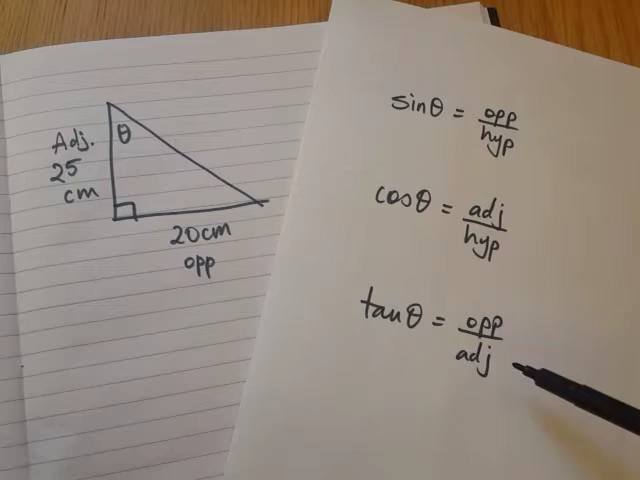 Adj.
25
cm
θ
20cm
opp
sinθ = opp/hyp
cosθ = adj/hyp
tanθ = opp/adj